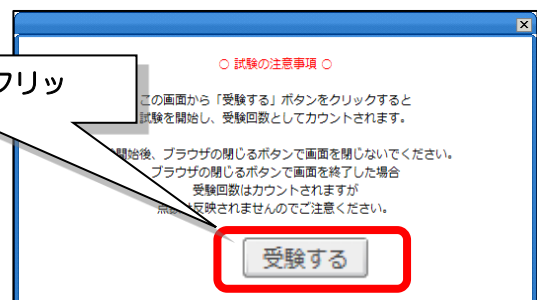 ○ 試験の注意事項 ○
クリッ
この画面から「受験する」ボタンをクリックすると
試験を開始し、受験回数としてカウントされます。
開始後、ブラウザの閉じるボタンで画面を閉じないでください。
ブラウザの閉じるボタンで画面を終了した場合
受験回数はカウントされますが
反映されませんのでご注意ください。
受験する